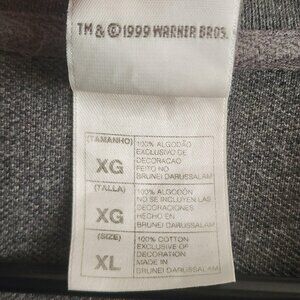 TM & ©1999 WARNER BROS.
(TAMANHO)
XG
100% ALGODÃO
EXCLUSIVO DE
DECORACAO
FEITO NO
BRUNEI DARUSSALAM
(TALLA)
XG
100% ALGODÓN
NO SE INCLUYEN LAS
DECORACIONES
HECHO EN
BRUNEI DARUSSALAM
(SIZE)
XL
100% COTTON
EXCLUSIVE OF
DECORATION
MADE IN
BRUNEI DARUSSALAM